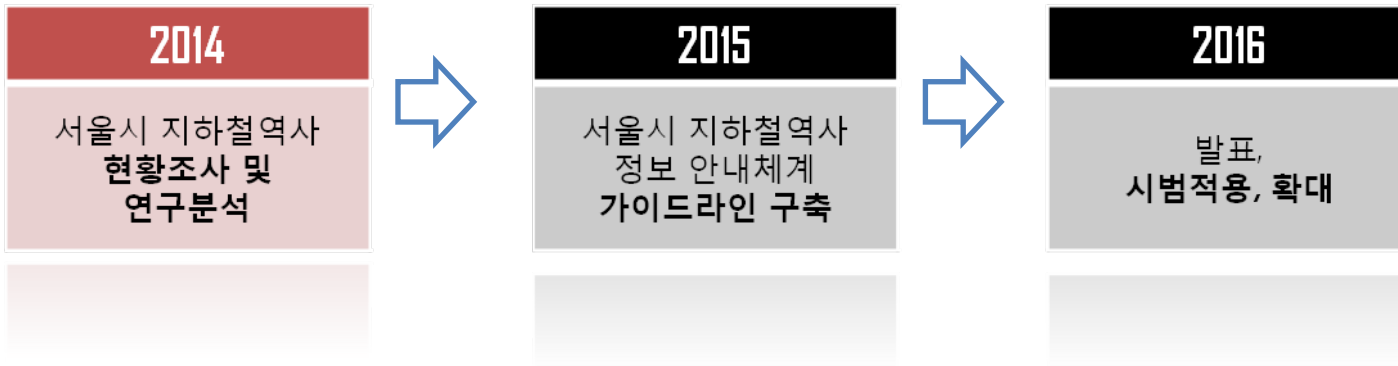 2014
서울시 지하철역사
현황조사 및
연구분석
2015
서울시 지하철역사
정보 안내체계
가이드라인 구축
2016
발표,
시범적용, 확대